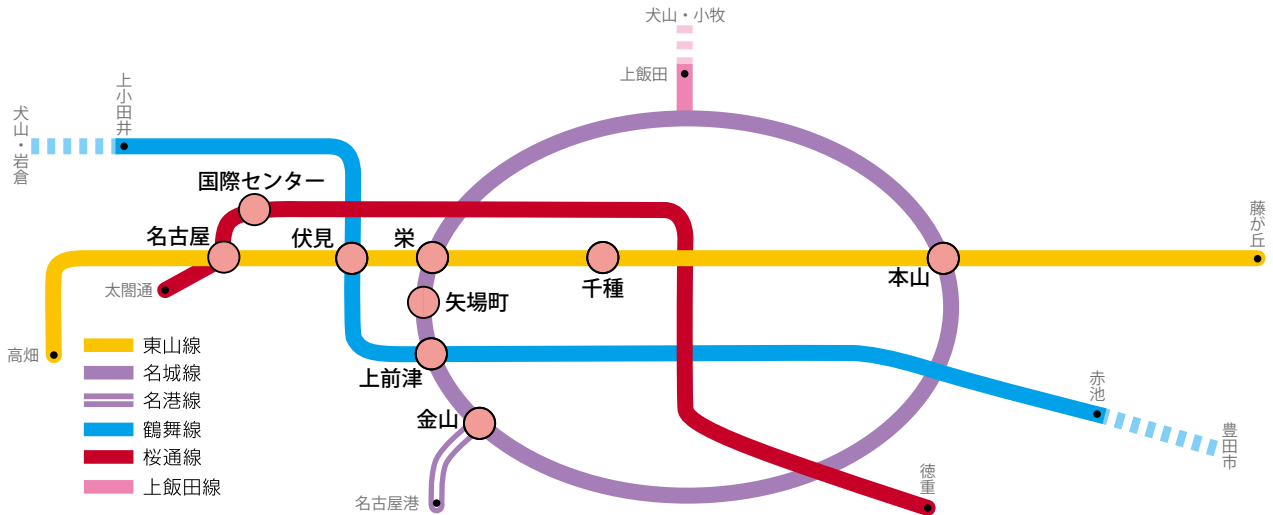 犬山・小牧
上飯田
上小田井
犬山・岩倉
国際センター
名古屋
伏見
栄
千種
本山
藤が丘
太閤通
矢場町
高畑
上前津
金山
名古屋港
赤池
豊田市
徳重
東山線
名城線
名港線
鶴舞線
桜通線
上飯田線